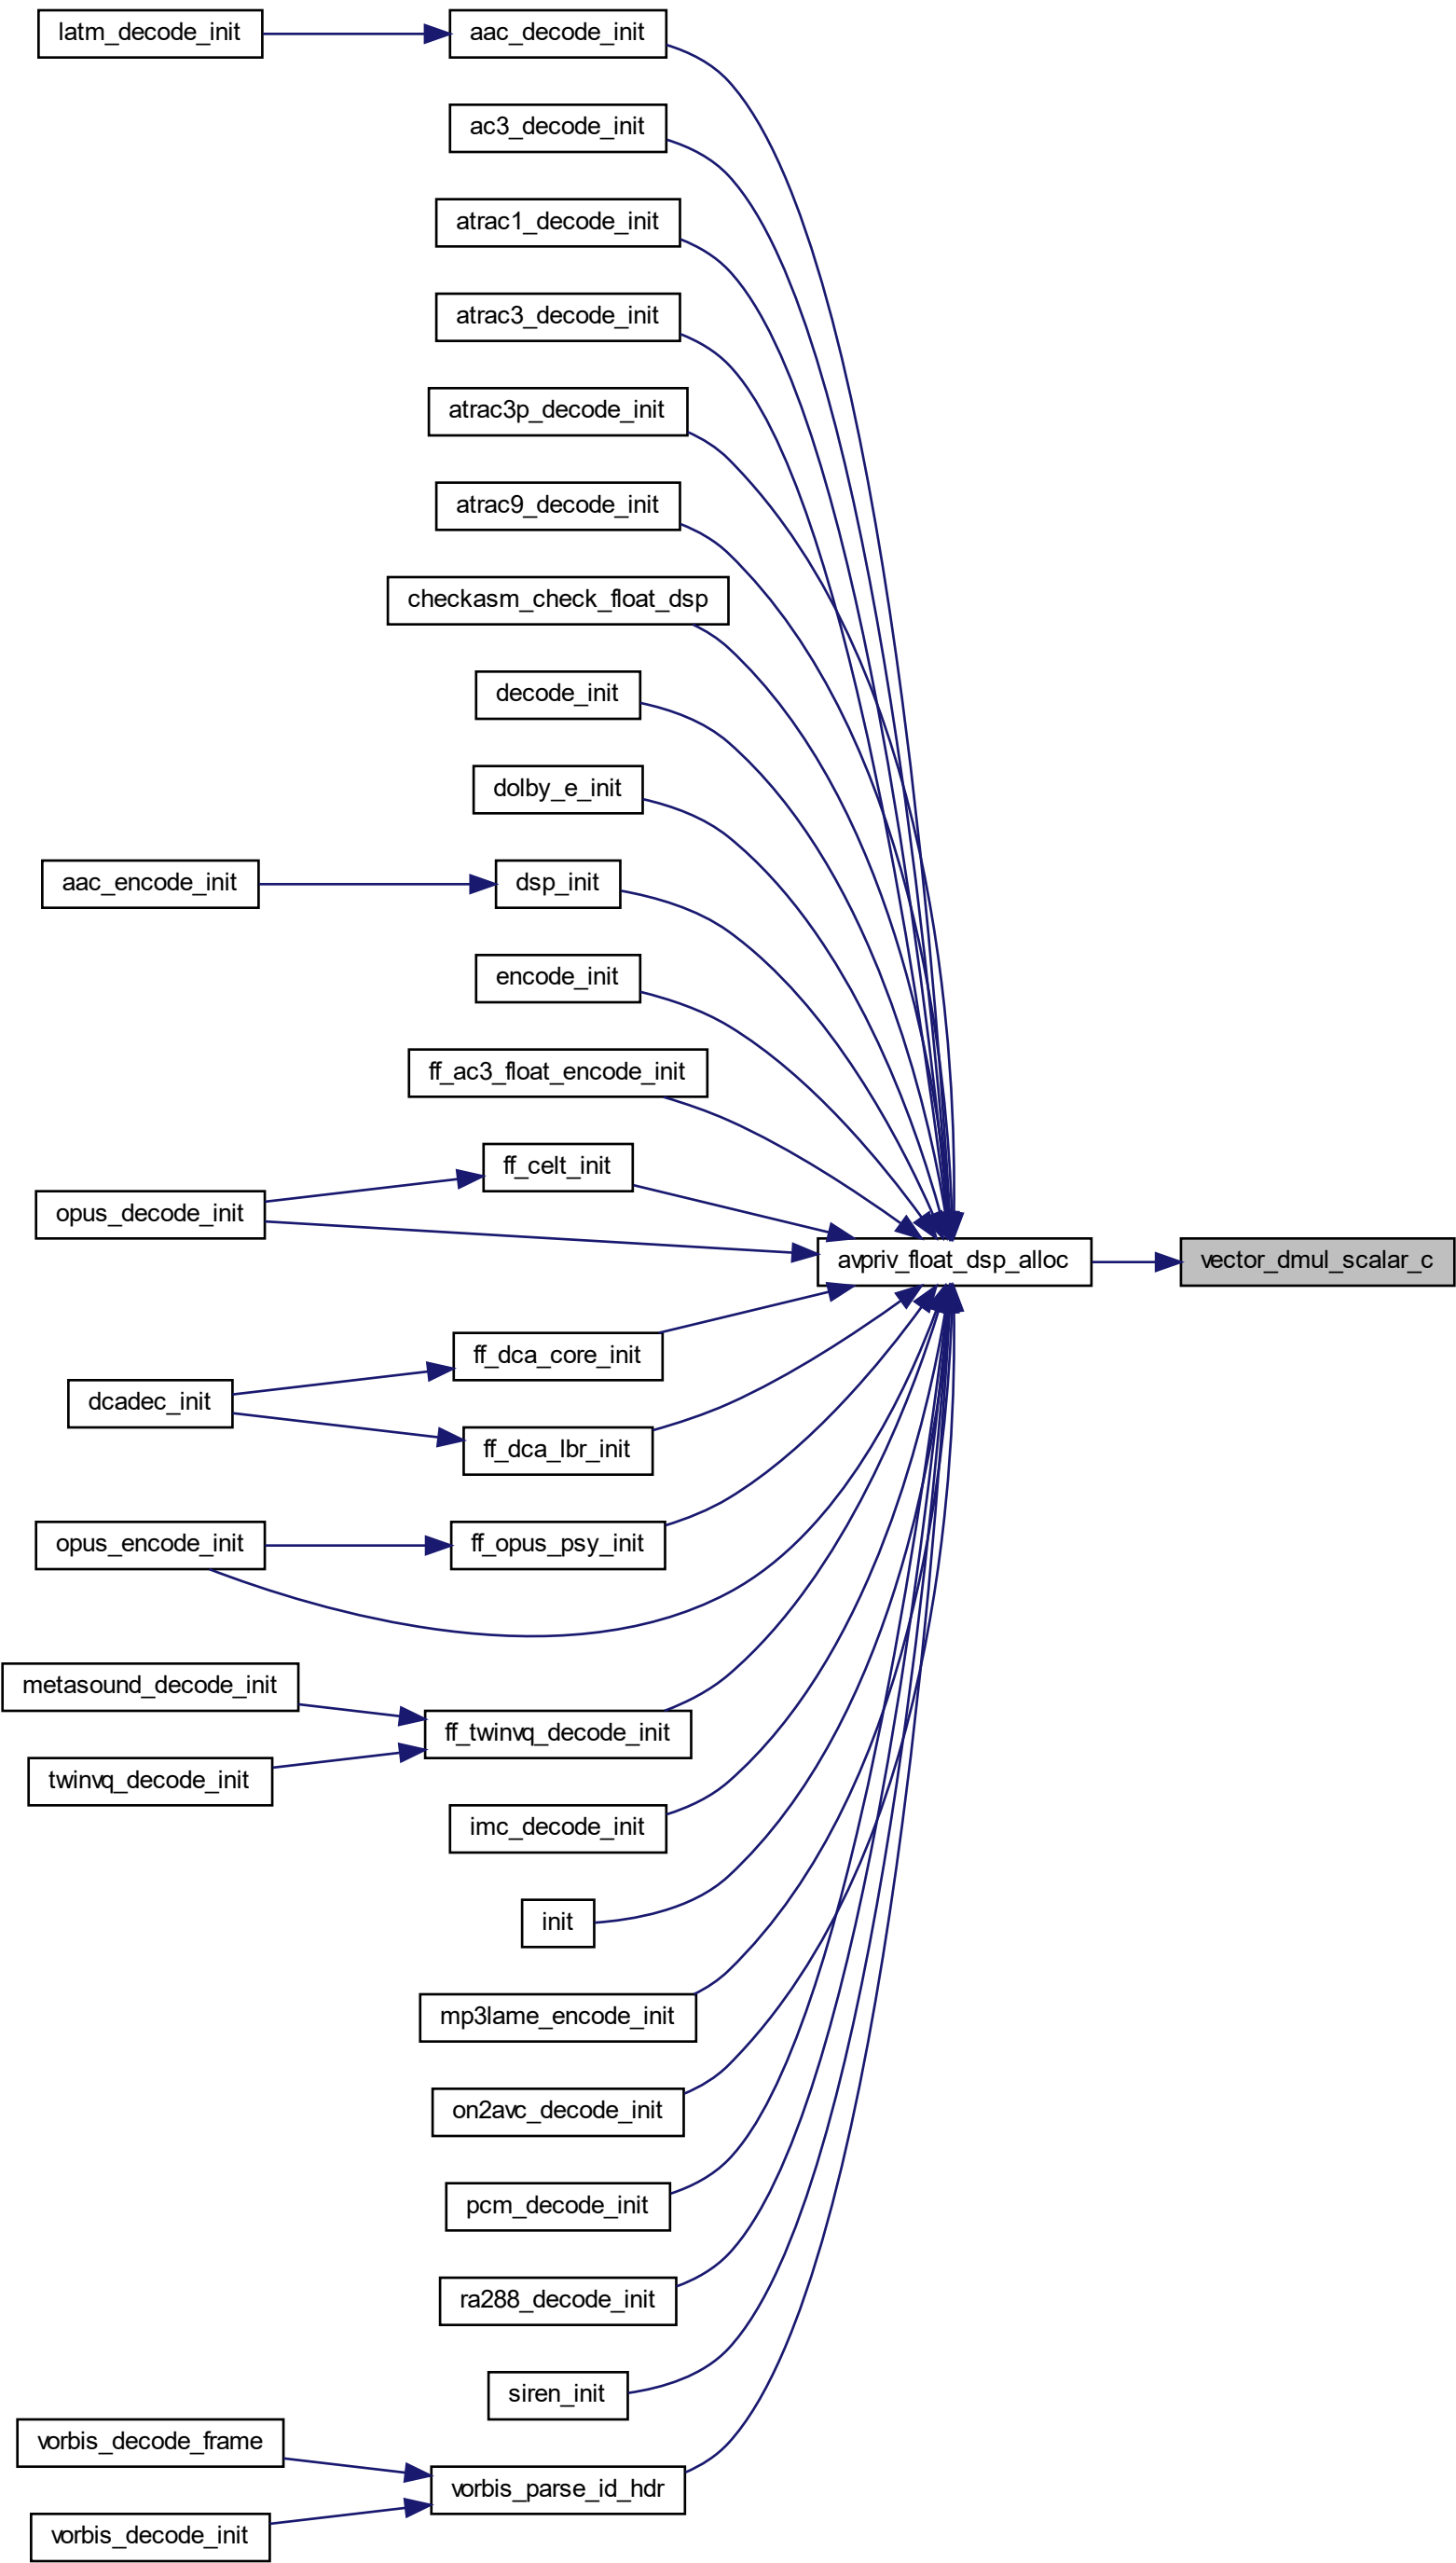 latm_decode_init
aac_decode_init
ac3_decode_init
atrac1_decode_init
atrac3_decode_init
atrac3p_decode_init
atrac9_decode_init
checkasm_check_float_dsp
decode_init
dolby_e_init
aac_encode_init
dsp_init
encode_init
ff_ac3_float_encode_init
ff_celt_init
opus_decode_init
avpriv_float_dsp_alloc
vector_dmul_scalar_c
ff_dca_core_init
dcadec_init
ff_dca_lbr_init
opus_encode_init
ff_opus_psy_init
metasound_decode_init
ff_twinvq_decode_init
twinvq_decode_init
imc_decode_init
init
mp3lame_encode_init
on2avc_decode_init
pcm_decode_init
ra288_decode_init
siren_init
vorbis_decode_frame
vorbis_parse_id_hdr
vorbis_decode_init